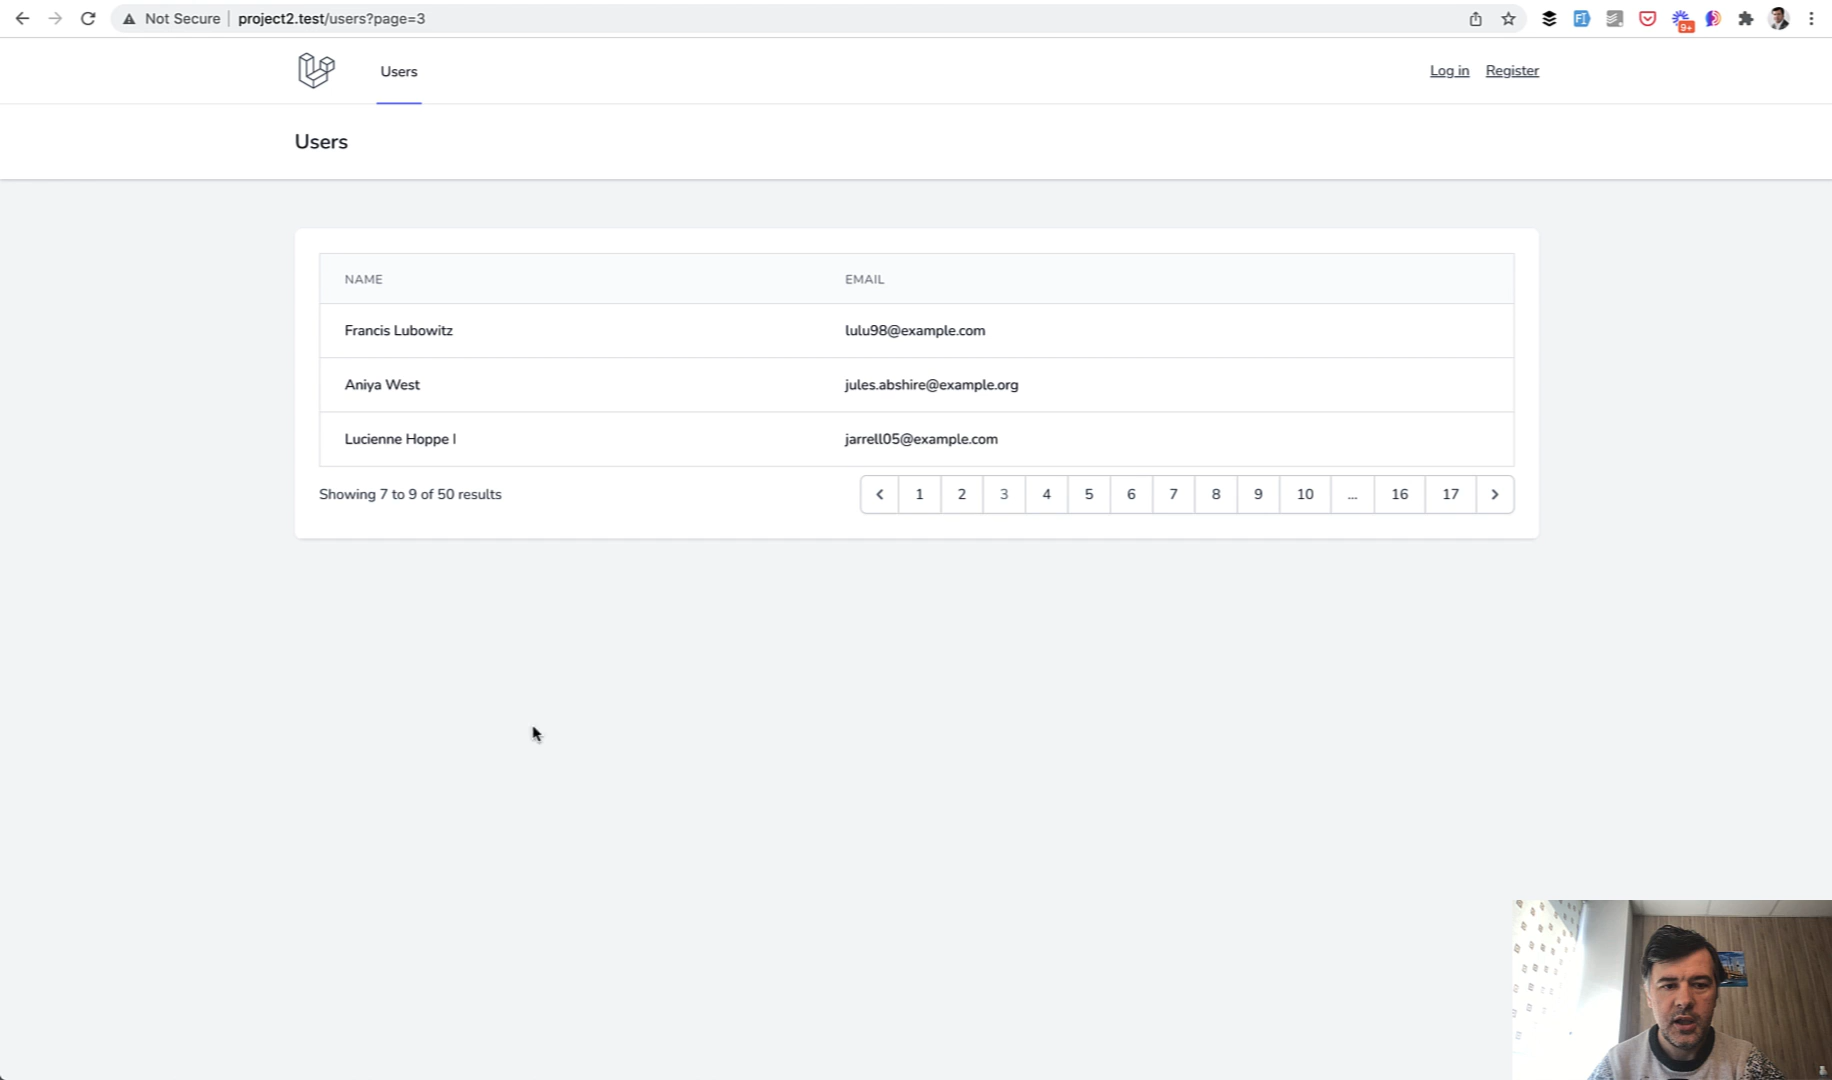 Not Secure project2.test/users?page=3
9+
Users
Log in Register
Users
NAME EMAIL
Francis Lubowitz lulu98@example.com
Aniya West jules.abshire@example.org
Lucienne Hoppe I jarrell05@example.com
Showing 7 to 9 of 50 results 1 2 3 4 5 6 7 8 9 10 ... 16 17